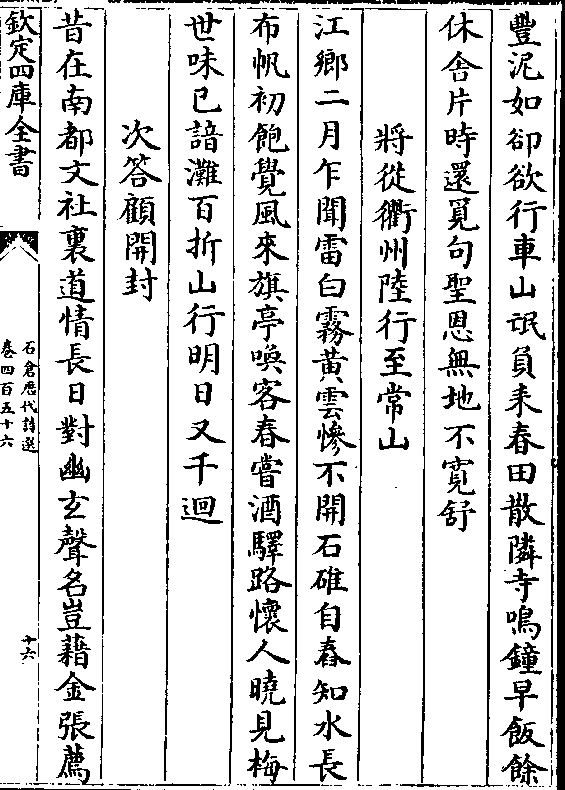 豐泥如卻欲行車山氓負耒春田散隣寺鳴鐘早飯餘
休舍片時還覓句聖恩無地不寛舒
將從衢州陸行至常山
江鄉二月乍聞雷白霧黃雲慘不開石碓自舂知水長
布帆初飽覺風來旗亭喚客春嘗酒驛路懷人曉見梅
世味已諳灘百折山行明日又千迴
次答顧開封
昔在南都文社裏道情長日對幽玄聲名豈藉金張薦
欽定四庫全書
石倉歷代詩選
卷四百五十六
十六